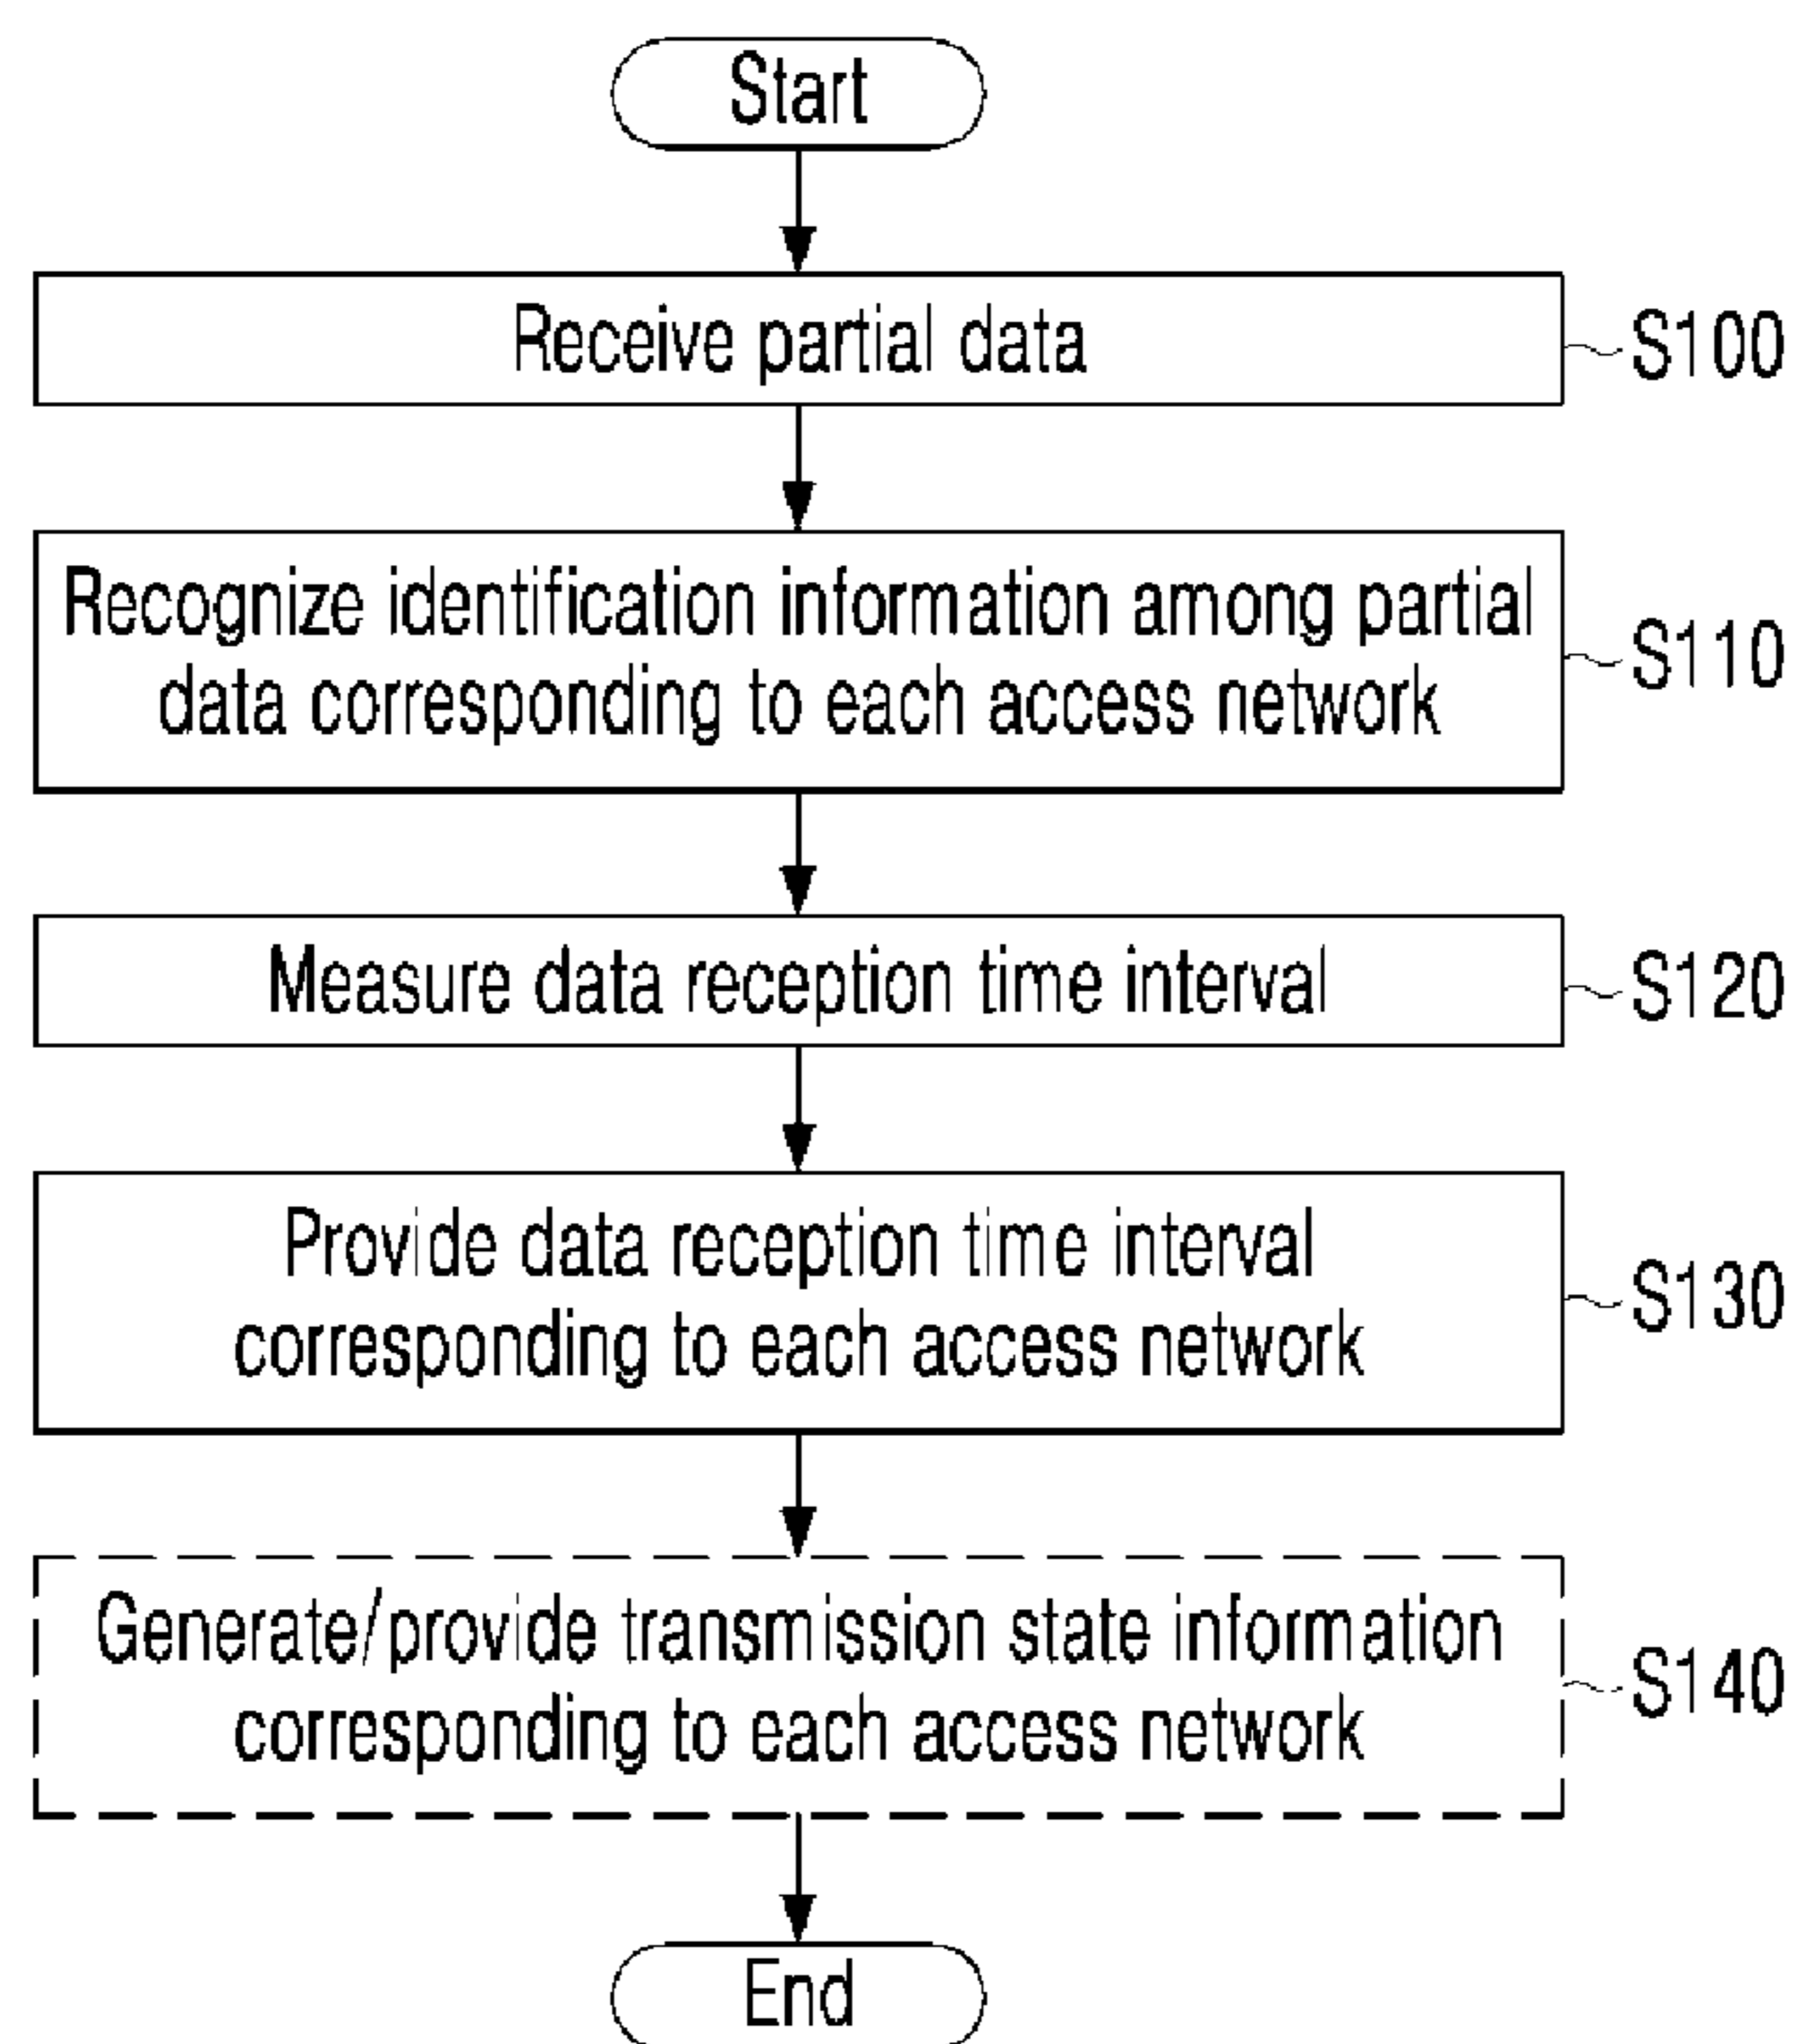 Start
Receive partial data
S100
Recognize identification information among partial
data corresponding to each access network
S110
Measure data reception time interval
S120
Provide data reception time interval
corresponding to each access network
S130
Generate/provide transmission state information
corresponding to each access network
S140
End